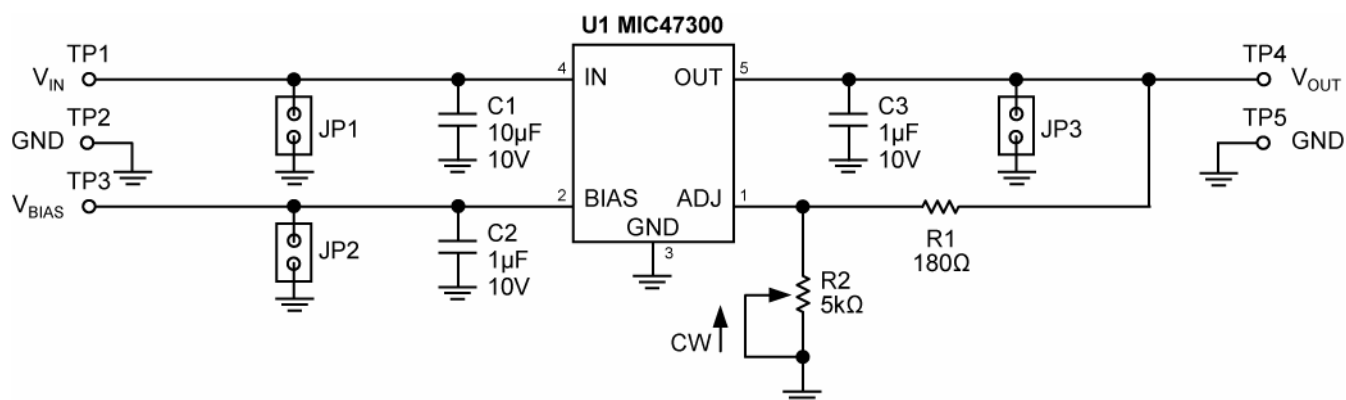 U1 MIC47300
TP1
V_IN
TP2
GND
TP3
V_BIAS
JP1
JP2
C1
10µF
10V
C2
1µF
10V
4
IN
2
BIAS
GND
3
OUT
5
ADJ
1
C3
1µF
10V
JP3
TP4
V_OUT
TP5
GND
R1
180Ω
R2
5kΩ
CW